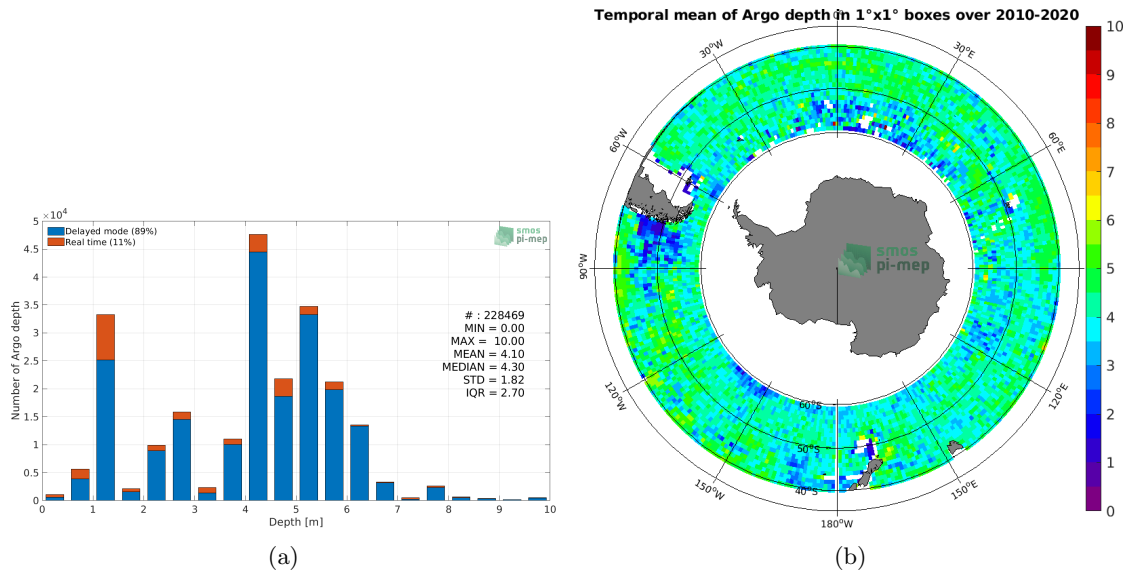 ×10⁴
5
4.5
4
3.5
3
2.5
2
1.5
1
0.5
0
Number of Argo depth
Delayed mode (89%)
Real time (11%)
smos
pi-mep
# : 228469
MIN = 0.00
MAX = 10.00
MEAN = 4.10
MEDIAN = 4.30
STD = 1.82
IQR = 2.70
0 1 2 3 4 5 6 7 8 9 10
Depth [m]
(a)
Temporal mean of Argo depth in 1°x1° boxes over 2010-2020
30°W
30°E
60°W
60°E
90°W
120°W
120°E
150°W
150°E
180°W
60°S
50°S
40°S
smos
pi-mep
10
9
8
7
6
5
4
3
2
1
0
(b)